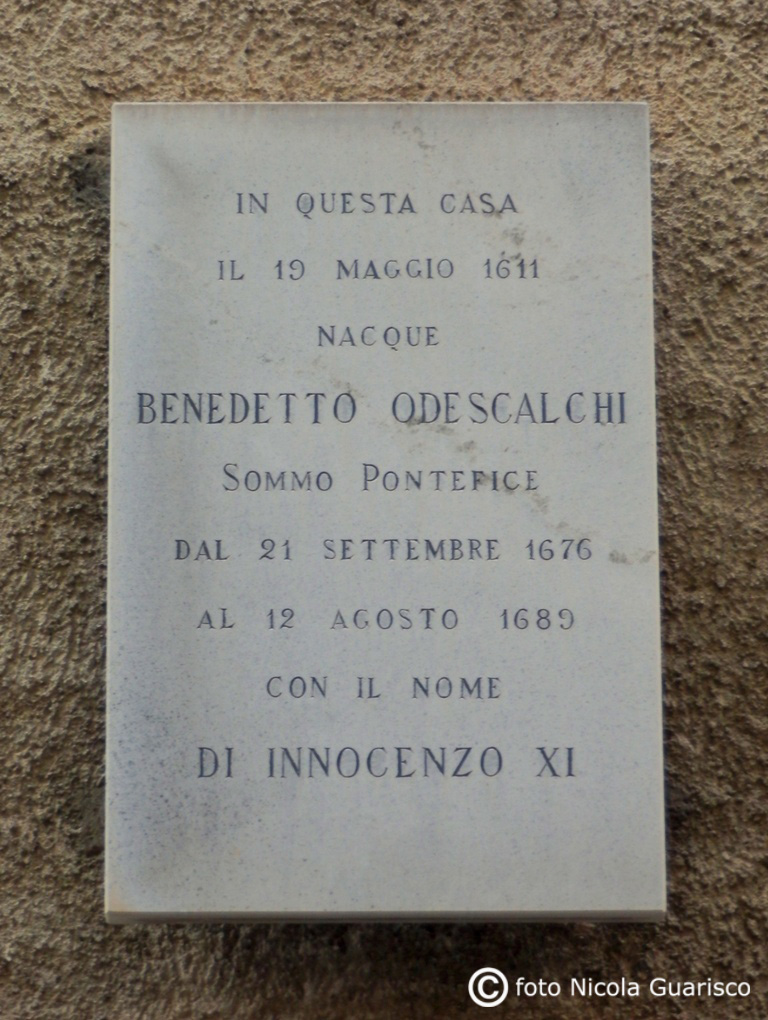 IN QUESTA CASA
IL 19 MAGGIO 1611
NACQUE
BENEDETTO ODESCALCHI
SOMMO PONTEFICE
DAL 21 SETTEMBRE 1676
AL 12 AGOSTO 1689
CON IL NOME
DI INNOCENZO XI
© foto Nicola Guarisco